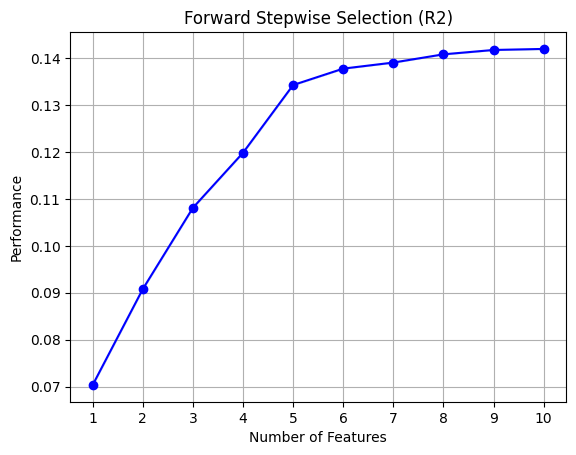 Forward Stepwise Selection (R2)
Performance
0.14
0.13
0.12
0.11
0.10
0.09
0.08
0.07
1 2 3 4 5 6 7 8 9 10
Number of Features